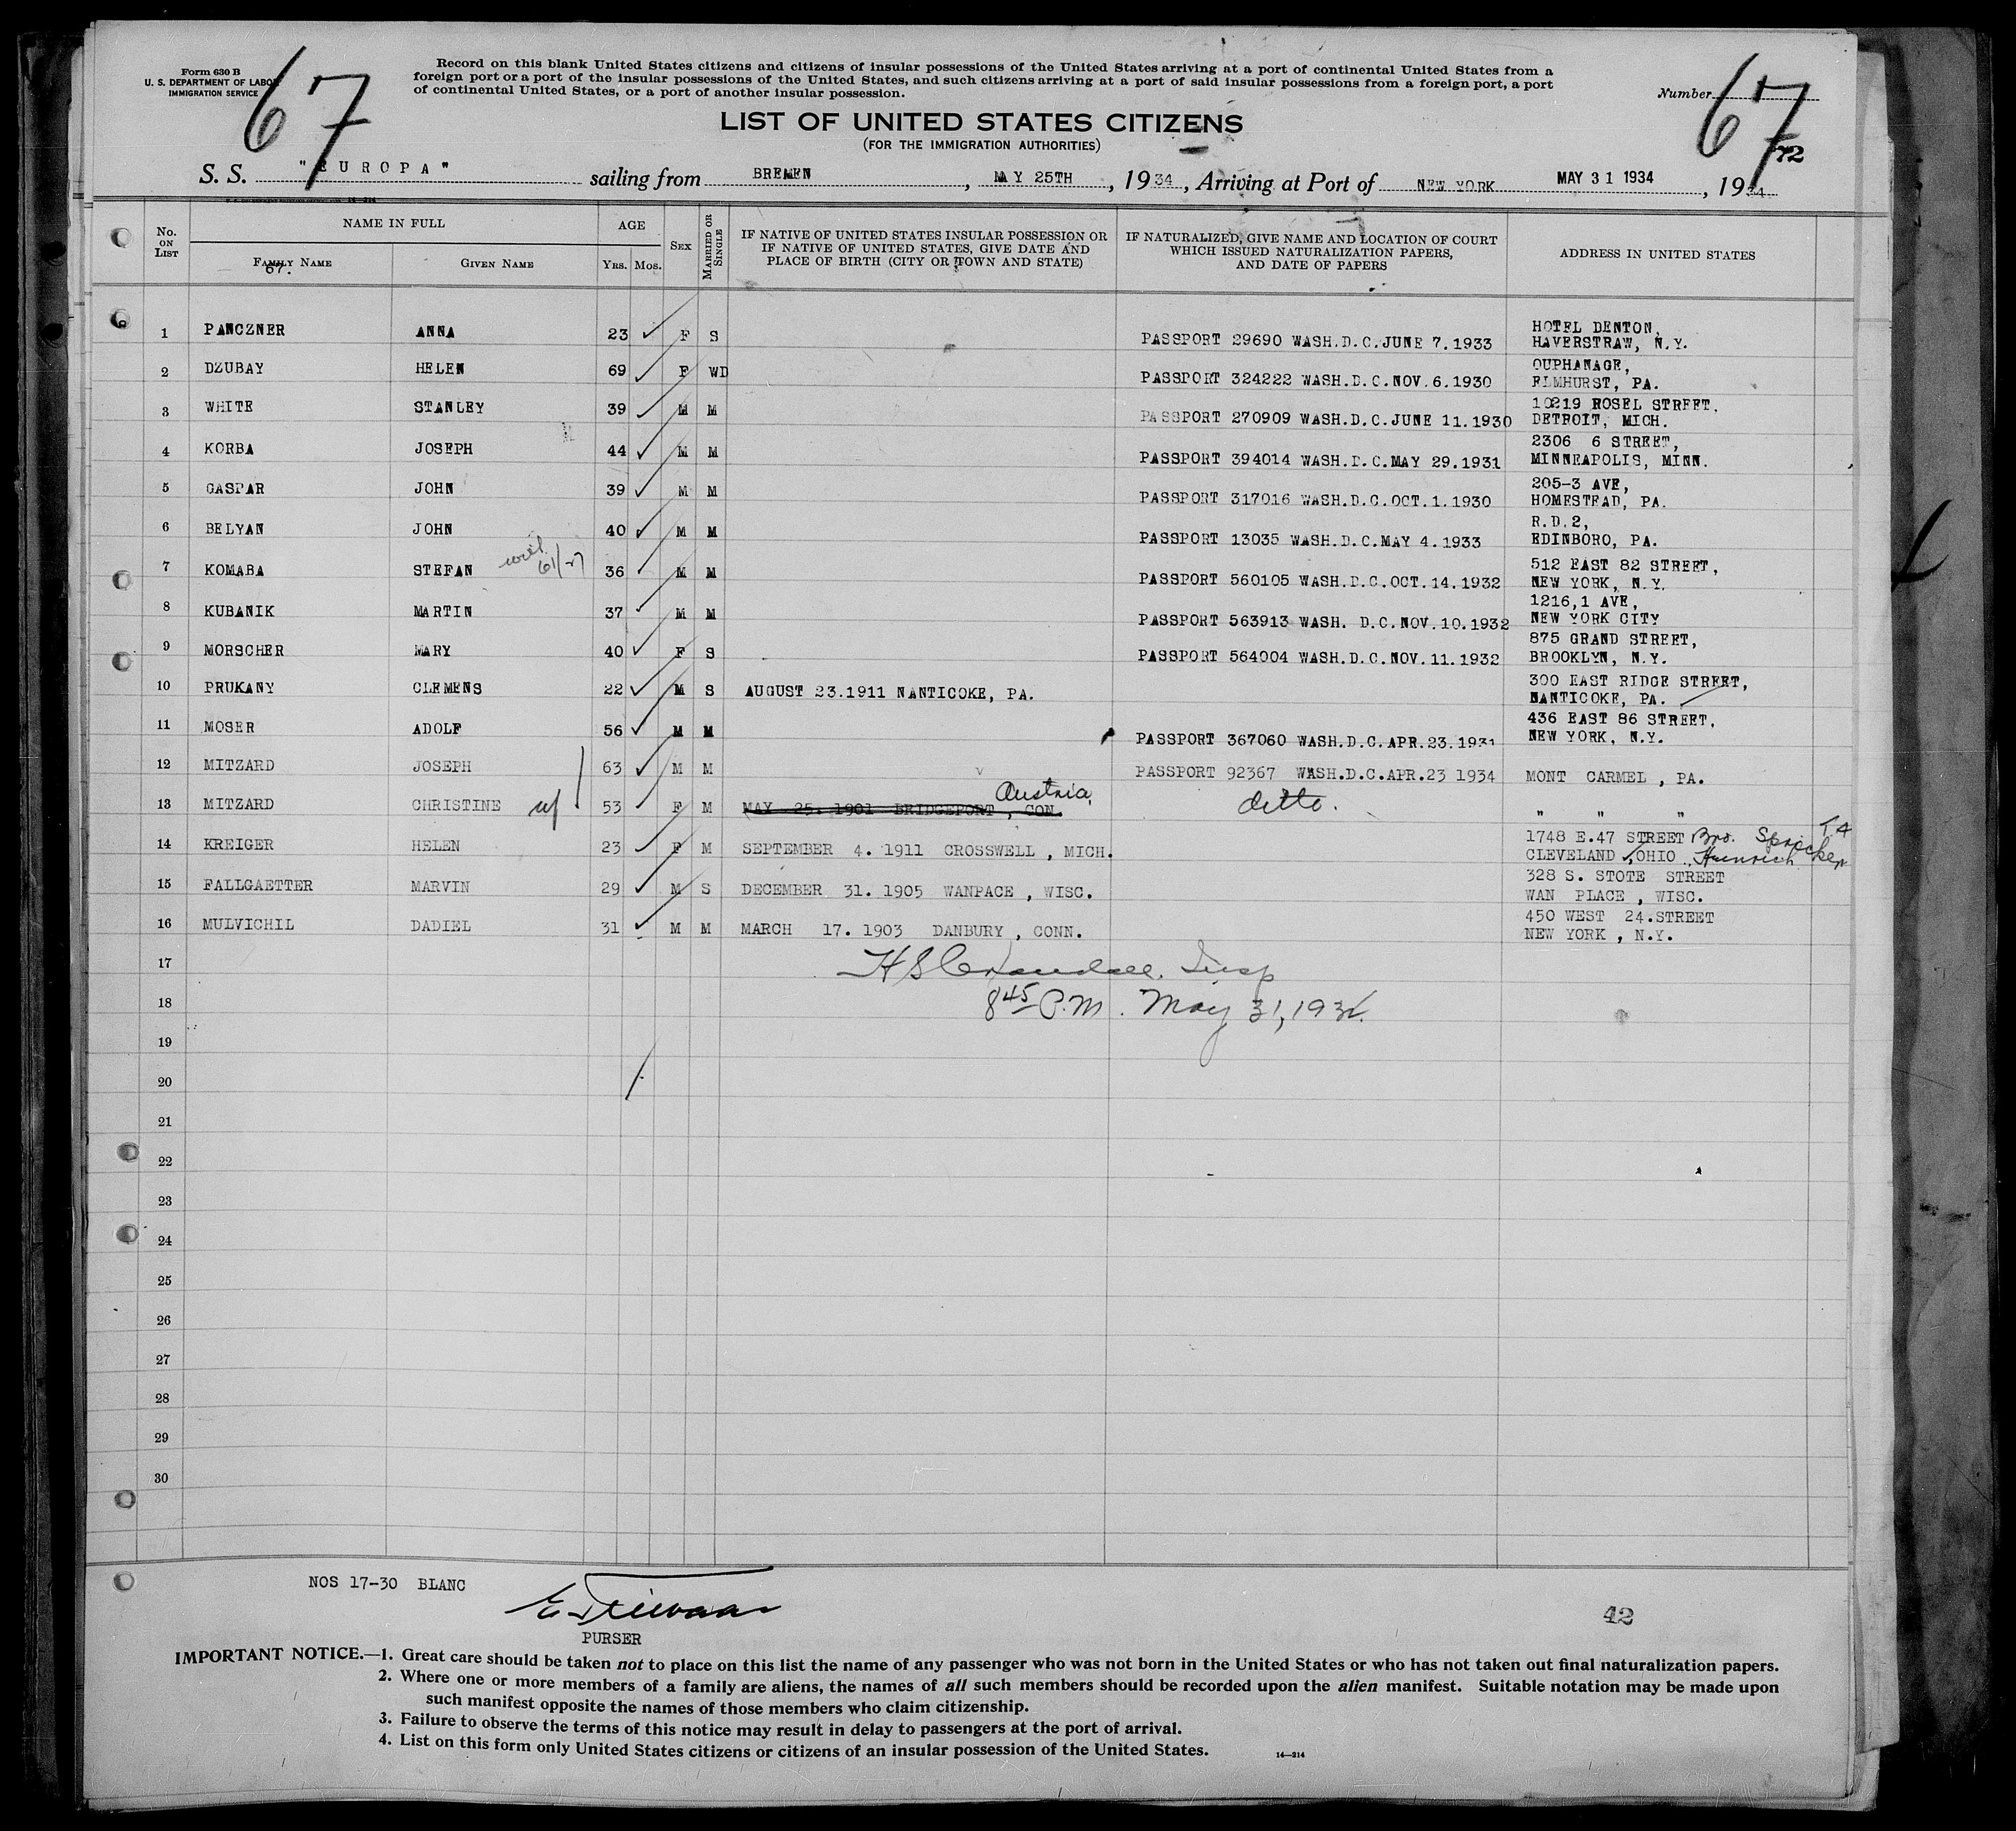 Form 630 B
U. S. DEPARTMENT OF LABOR
IMMIGRATION SERVICE
67
Record on this blank United States citizens and citizens of insular possessions of the United States arriving at a port of continental United States from a
foreign port or a port of the insular possessions of the United States, and such citizens arriving at a port of said insular possessions from a foreign port, a port
of continental United States, or a port of another insular possession.
Number 67
72
LIST OF UNITED STATES CITIZENS
(FOR THE IMMIGRATION AUTHORITIES)
S. S. "EUROPA" sailing from BREMEN, MAY 25TH, 1934, Arriving at Port of NEW YORK MAY 31 1934, 1934
No. ON LIST
NAME IN FULL
FAMILY NAME
67.
GIVEN NAME
AGE
YRS. MOS.
SEX
MARRIED OR SINGLE
IF NATIVE OF UNITED STATES INSULAR POSSESSION OR
IF NATIVE OF UNITED STATES, GIVE DATE AND
PLACE OF BIRTH (CITY OR TOWN AND STATE)
IF NATURALIZED, GIVE NAME AND LOCATION OF COURT
WHICH ISSUED NATURALIZATION PAPERS,
AND DATE OF PAPERS
ADDRESS IN UNITED STATES
1 PANCZNER ANNA 23 F S PASSPORT 29690 WASH.D.C.JUNE 7.1933 HOTEL DENTON,
HAVERSTRAW, N.Y.
2 DZUBAY HELEN 69 F WD PASSPORT 324222 WASH.D.C.NOV.6.1930 OUPHANAGE,
ELMHURST, PA.
3 WHITE STANLEY 39 M M PASSPORT 270909 WASH.D.C.JUNE 11.1930 10219 ROSEL STREET.
DETROIT, MICH.
4 KORBA JOSEPH 44 M M PASSPORT 394014 WASH.D.C.MAY 29.1931 2306 6 STREET,
MINNEAPOLIS, MINN.
5 GASPAR JOHN 39 M M PASSPORT 317016 WASH.D.C.OCT.1.1930 205-3 AVE,
HOMESTEAD, PA.
6 BELYAN JOHN 40 M M PASSPORT 13035 WASH.D.C.MAY 4.1933 R.D.2,
EDINBORO, PA.
7 KOMABA STEFAN 61/27 36 M M PASSPORT 560105 WASH.D.C.OCT.14.1932 512 EAST 82 STREET,
NEW YORK, N.Y.
8 KUBANIK MARTIN 37 M M PASSPORT 563913 WASH. D.C.NOV.10.1932 1216,1 AVE,
NEW YORK CITY
9 MORSCHER MARY 40 F S PASSPORT 564004 WASH.D.C.NOV.11.1932 875 GRAND STREET,
BROOKLYN, N.Y.
10 PRUKANY CLEMENS 22 M S AUGUST 23.1911 NANTICOKE, PA. 300 EAST RIDGE STREET,
NANTICOKE, PA.
11 MOSER ADOLF 56 M M PASSPORT 367060 WASH.D.C.APR.23.1931 436 EAST 86 STREET,
NEW YORK, N.Y.
12 MITZARD JOSEPH 63 M M PASSPORT 92367 WASH.D.C.APR.23 1934 MONT CARMEL , PA.
13 MITZARD CHRISTINE w/ 53 F M MAY 25. 1901 BRIDGEPORT , CON. Austria, ditto. " " "
14 KREIGER HELEN 23 F M SEPTEMBER 4. 1911 CROSSWELL , MICH. 1748 E.47 STREET Bro.
CLEVELAND ,OHIO Heinrich
15 FALLGAETTER MARVIN 29 M S DECEMBER 31. 1905 WANPACE , WISC. 328 S. STOTE STREET
WAN PLACE , WISC.
16 MULVICHIL DADIEL 31 M M MARCH 17. 1903 DANBURY , CONN. 450 WEST 24.STREET
NEW YORK , N.Y.
17 H S Crandall. Insp
18 8 45 P.M. May 31, 1934.
19
20
21
22
23
24
25
26
27
28
29
30
NOS 17-30 BLANC
PURSER
42
IMPORTANT NOTICE.—1. Great care should be taken not to place on this list the name of any passenger who was not born in the United States or who has not taken out final naturalization papers.
2. Where one or more members of a family are aliens, the names of all such members should be recorded upon the alien manifest. Suitable notation may be made upon
such manifest opposite the names of those members who claim citizenship.
3. Failure to observe the terms of this notice may result in delay to passengers at the port of arrival.
4. List on this form only United States citizens or citizens of an insular possession of the United States.
14—214